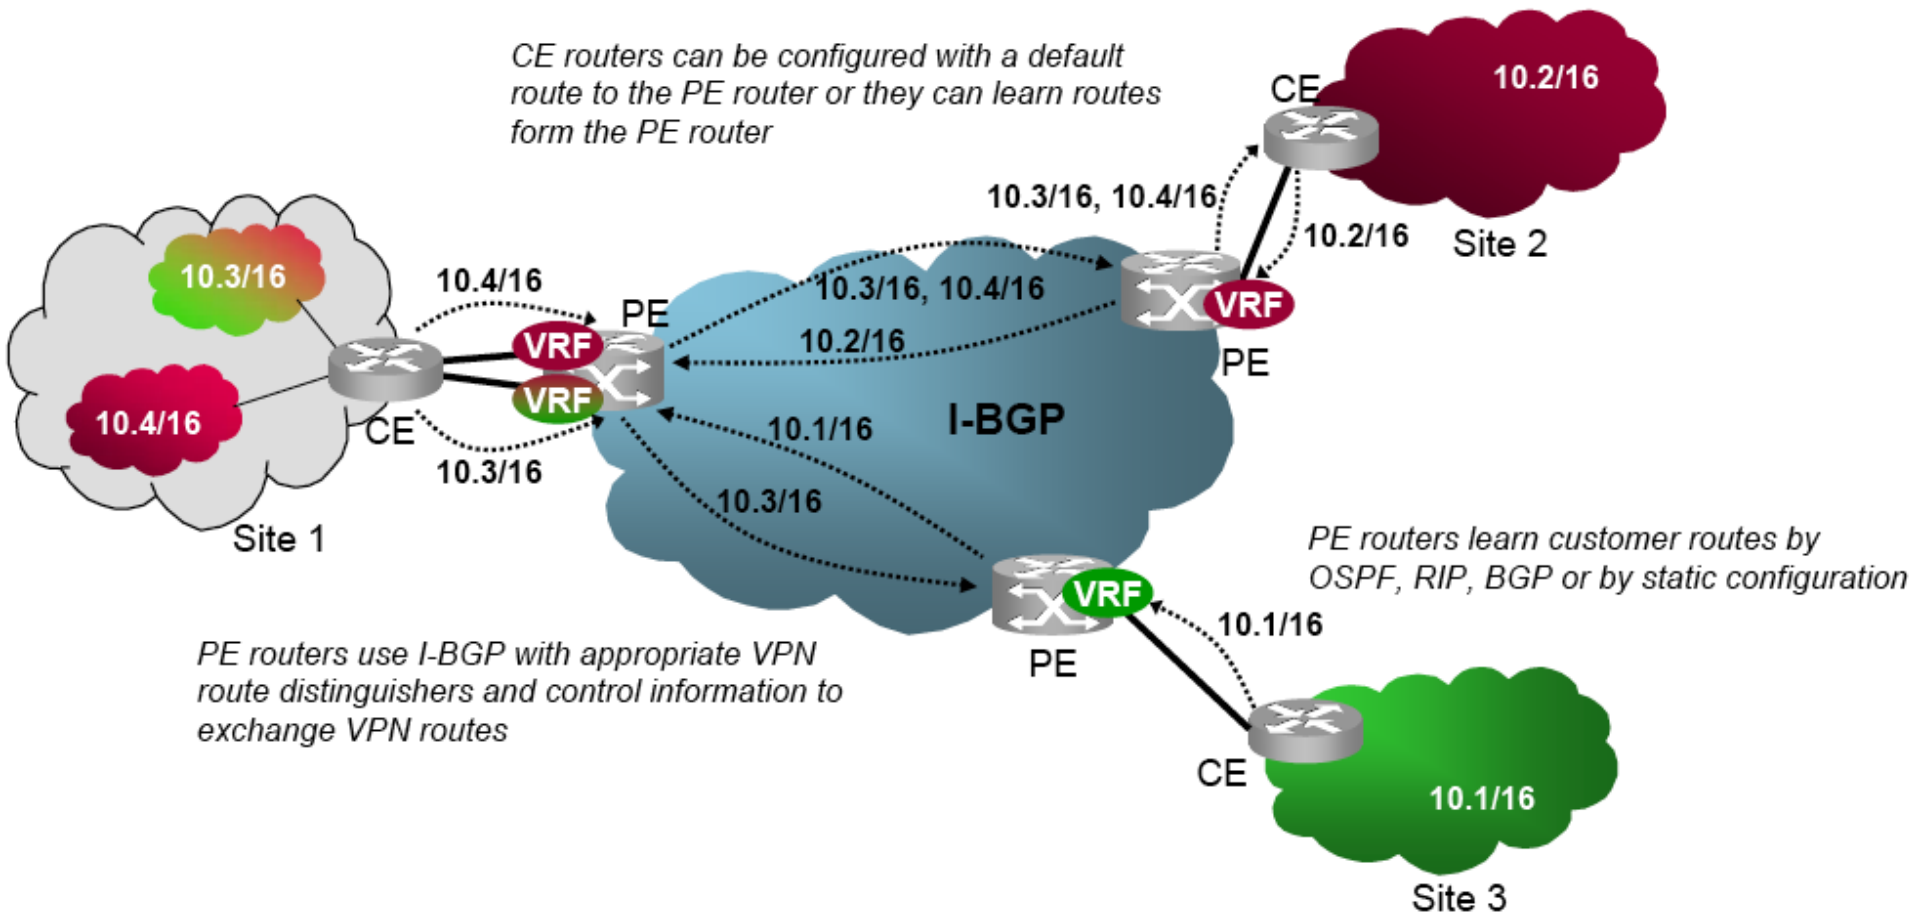 CE routers can be configured with a default
route to the PE router or they can learn routes
form the PE router
CE
10.2/16
10.3/16, 10.4/16
10.2/16
Site 2
10.3/16
10.4/16
PE
VRF
10.3/16, 10.4/16
VRF
PE
10.2/16
VRF
10.4/16
CE
10.3/16
Site 1
10.1/16
I-BGP
10.3/16
PE routers learn customer routes by
OSPF, RIP, BGP or by static configuration
VRF
10.1/16
PE
PE routers use I-BGP with appropriate VPN
route distinguishers and control information to
exchange VPN routes
CE
10.1/16
Site 3